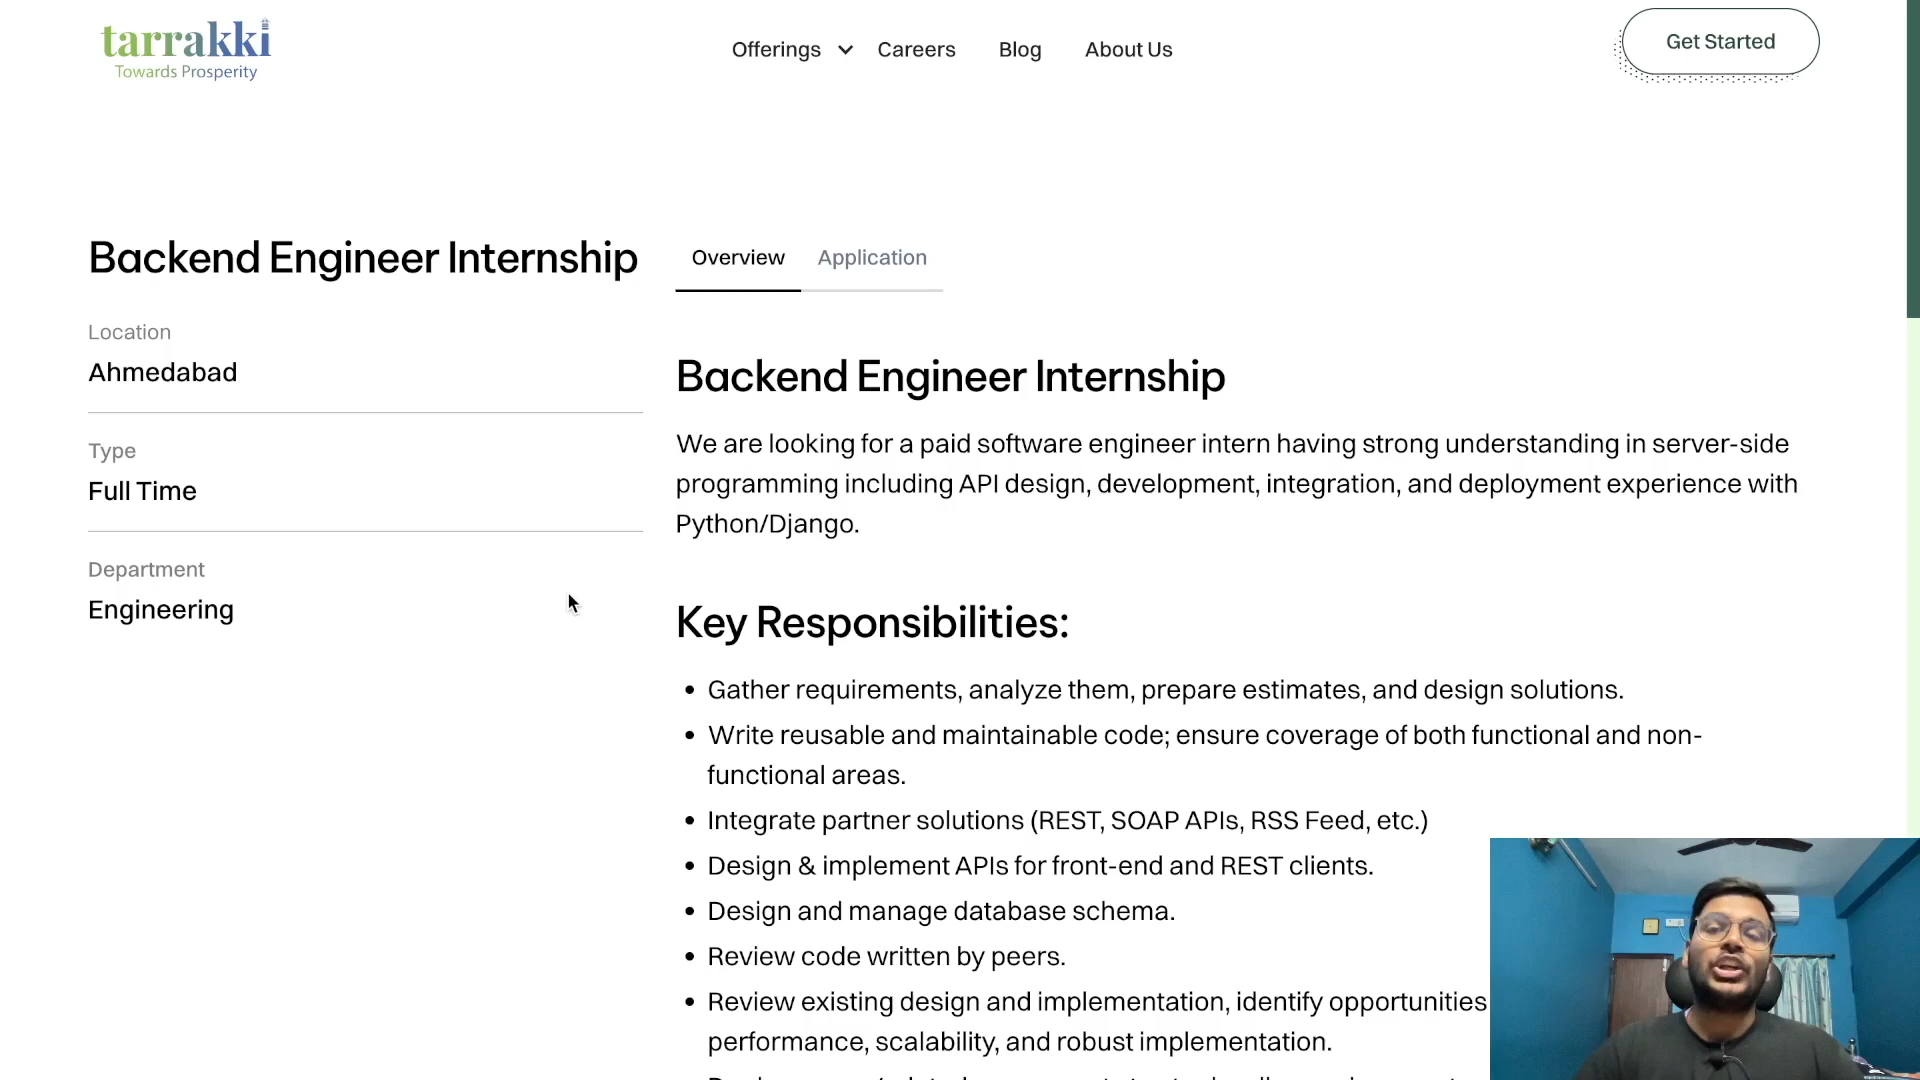 tarrakki
Towards Prosperity
Offerings
Careers
Blog
About Us
Get Started
Backend Engineer Internship
Location
Ahmedabad
Type
Full Time
Department
Engineering
Overview
Application
Backend Engineer Internship
We are looking for a paid software engineer intern having strong understanding in server-side
programming including API design, development, integration, and deployment experience with
Python/Django.
Key Responsibilities:
• Gather requirements, analyze them, prepare estimates, and design solutions.
• Write reusable and maintainable code; ensure coverage of both functional and non-
functional areas.
• Integrate partner solutions (REST, SOAP APIs, RSS Feed, etc.)
• Design & implement APIs for front-end and REST clients.
• Design and manage database schema.
• Review code written by peers.
• Review existing design and implementation, identify opportunities
performance, scalability, and robust implementation.